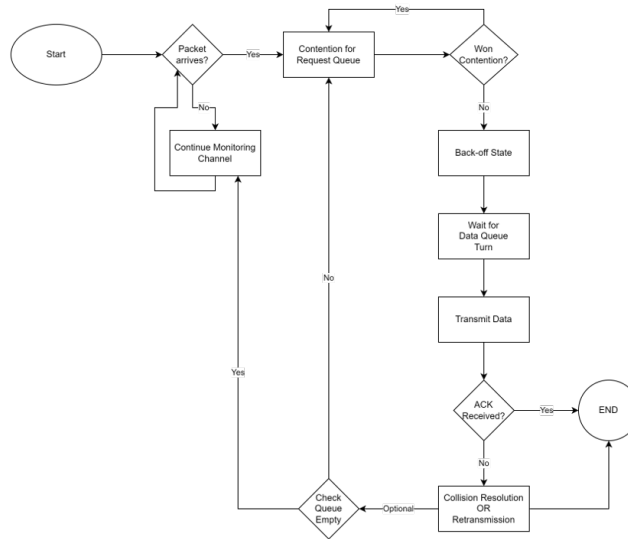 Start
Packet
arrives?
Yes
Contention for
Request Queue
Yes
Won
Contention?
No
Continue Monitoring
Channel
No
Back-off State
Wait for
Data Queue
Turn
Transmit Data
No
Yes
ACK
Received?
Yes
END
No
Check
Queue
Empty
Optional
Collision Resolution
OR
Retransmission